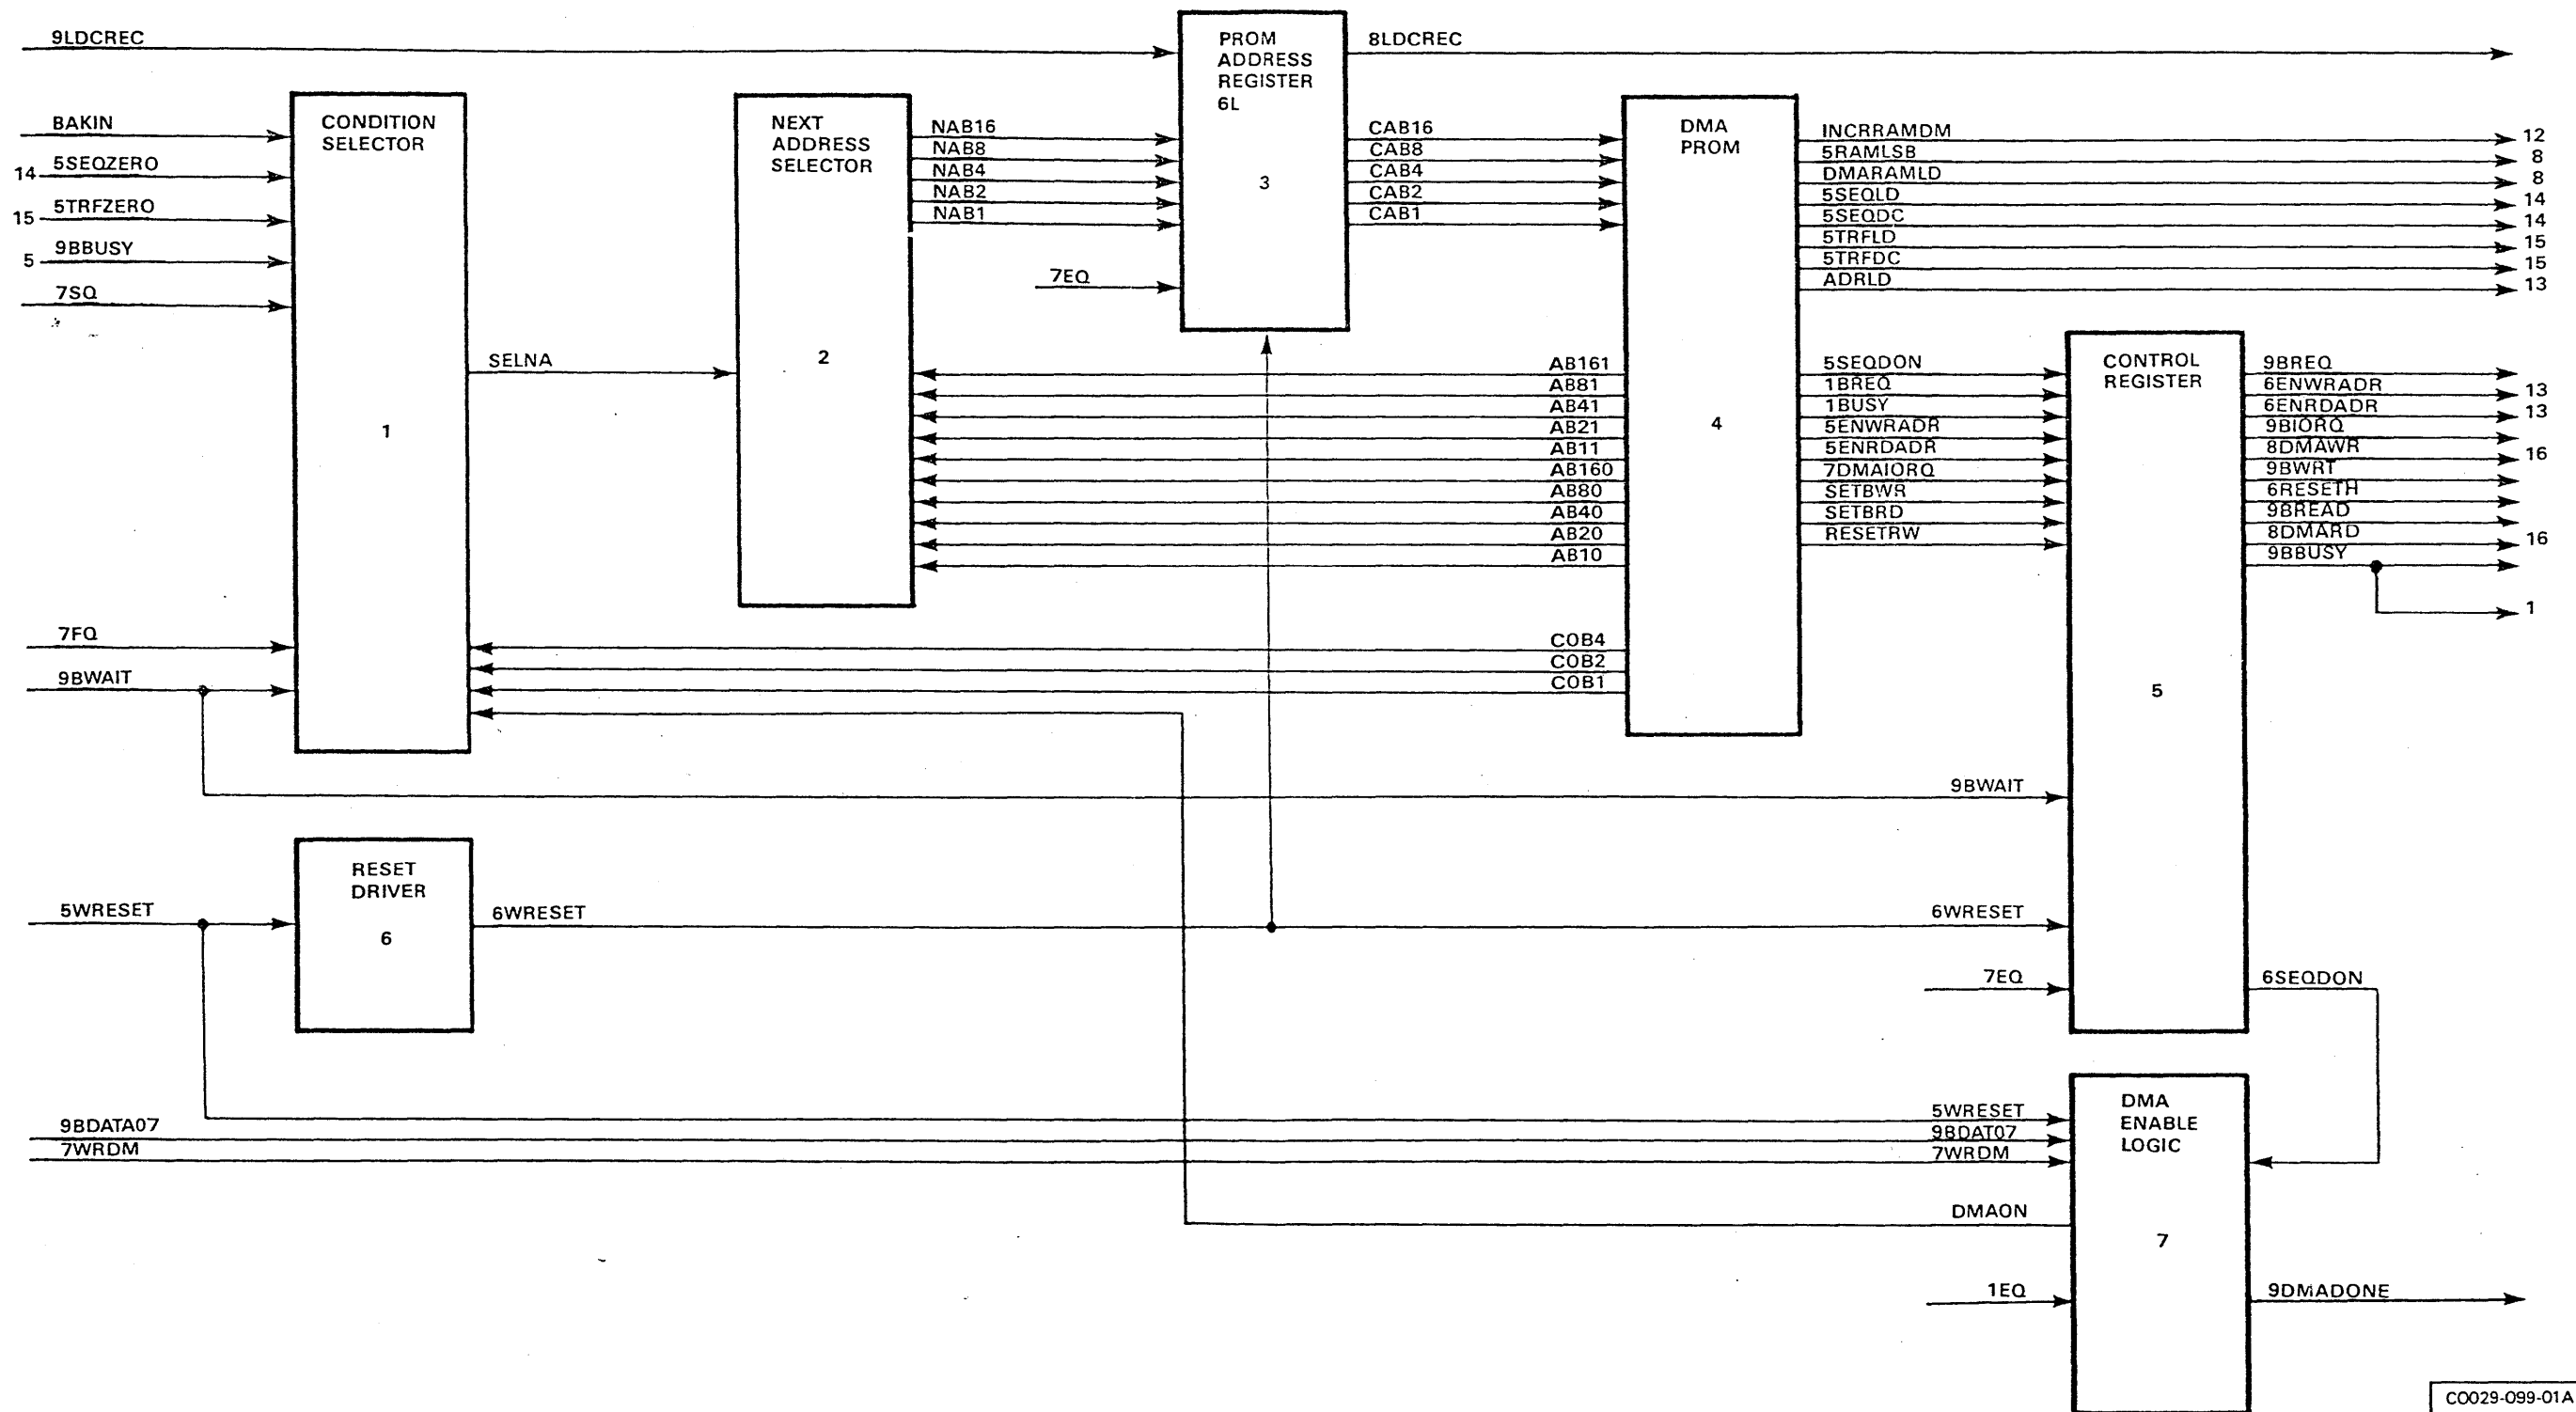 9LDCREC
PROM
ADDRESS
REGISTER
6L
3
8LDCREC
BAKIN
14 5SEQZERO
15 5TRFZERO
5 9BBUSY
7SQ
CONDITION
SELECTOR
1
SELNA
NEXT
ADDRESS
SELECTOR
2
NAB16
NAB8
NAB4
NAB2
NAB1
7EQ
CAB16
CAB8
CAB4
CAB2
CAB1
DMA
PROM
4
INCRRAMDM 12
5RAMLSB 8
DMARAMLD 8
5SEQLD 14
5SEQDC 14
5TRFLD 15
5TRFDC 15
ADRLD 13
AB161
AB81
AB41
AB21
AB11
AB160
AB80
AB40
AB20
AB10
5SEQDON
1BREQ
1BUSY
5ENWRADR
5ENRDADR
7DMAIORQ
SETBWR
SETBRD
RESETRW
CONTROL
REGISTER
5
9BREQ
6ENWRADR 13
6ENRDADR 13
9BIORQ
8DMAWR 16
9BWRT
6RESETH
9BREAD
8DMARD 16
9BBUSY
1
7FQ
9BWAIT
COB4
COB2
COB1
9BWAIT
5WRESET
RESET
DRIVER
6
6WRESET
6WRESET
7EQ
6SEQDON
9BDATA07
7WRDM
5WRESET
9BDAT07
7WRDM
DMA
ENABLE
LOGIC
7
DMAON
1EQ
9DMADONE
CO029-099-01A